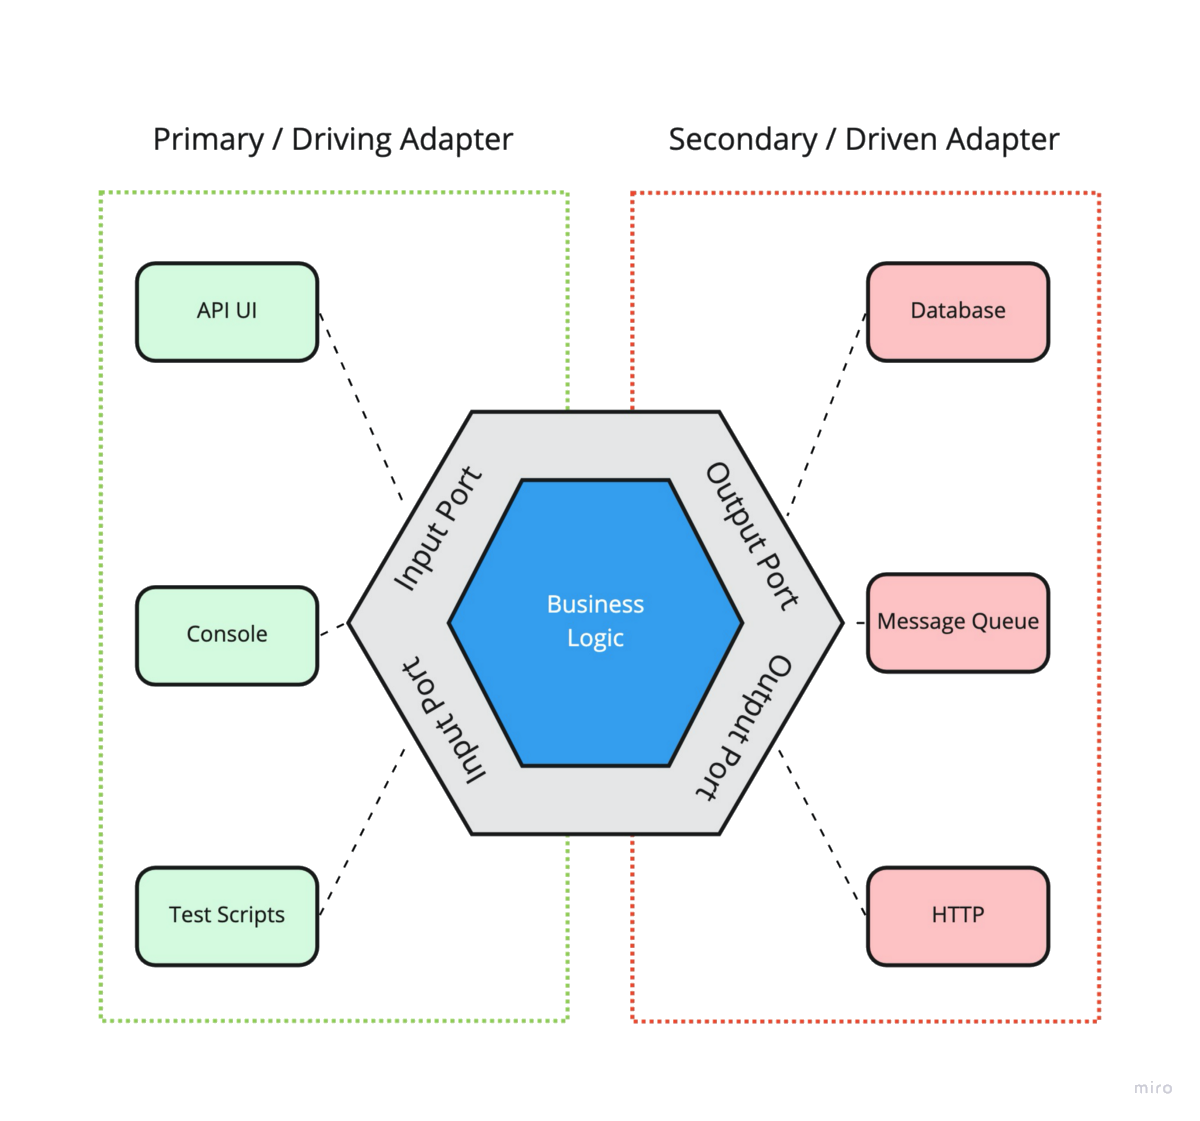 Primary / Driving Adapter
Secondary / Driven Adapter
API UI
Database
Input Port
Output Port
Business
Logic
Console
Message Queue
Input Port
Output Port
Test Scripts
HTTP
miro